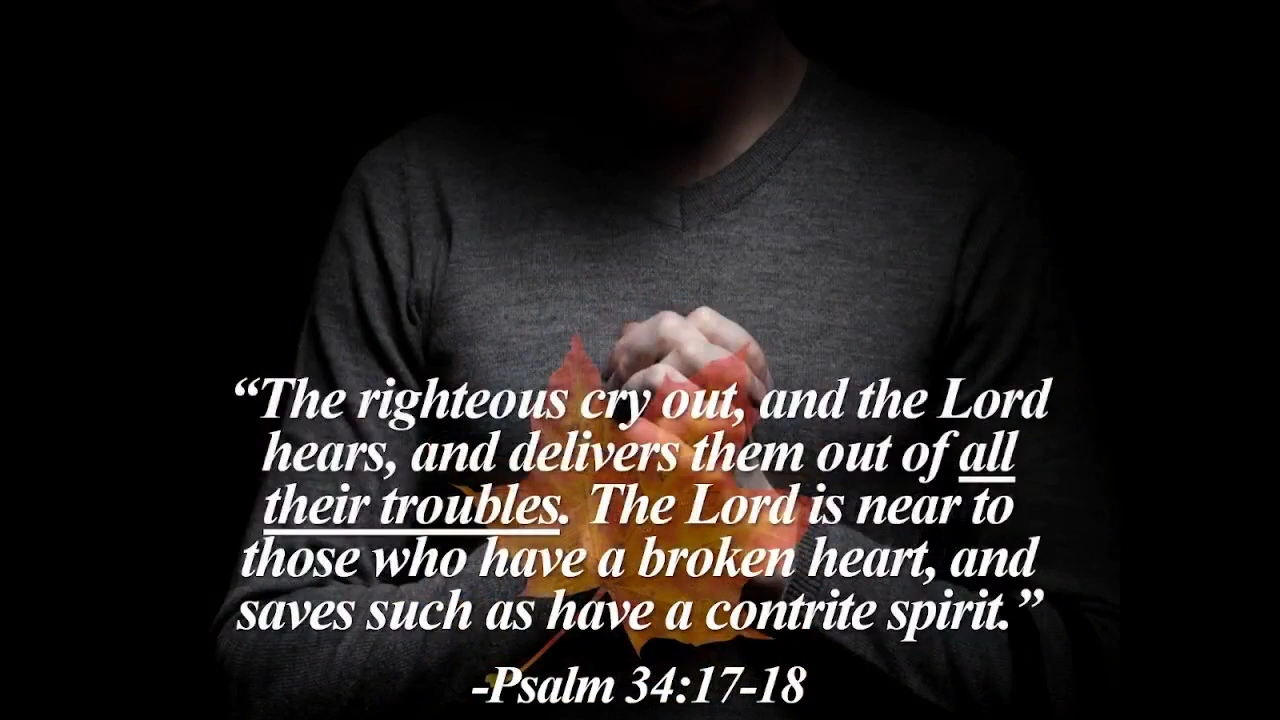 “The righteous cry out, and the Lord
hears, and delivers them out of all
their troubles. The Lord is near to
those who have a broken heart, and
saves such as have a contrite spirit.”
-Psalm 34:17-18